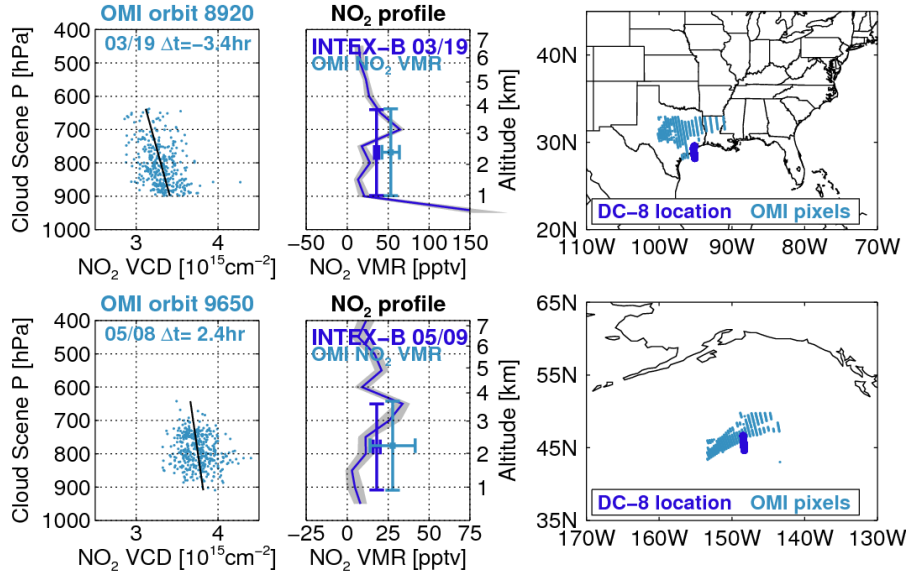 OMI orbit 8920
03/19 Δt=−3.4hr
Cloud Scene P [hPa]
400
500
600
700
800
900
1000
3
4
NO₂ VCD [10¹⁵cm⁻²]
NO₂ profile
INTEX−B 03/19
OMI NO₂ VMR
7
6
5
4
3
2
1
Altitude [km]
−50
0
50
100
150
NO₂ VMR [pptv]
40N
30N
20N
DC−8 location
OMI pixels
110W
100W
90W
80W
70W
OMI orbit 9650
05/08 Δt= 2.4hr
Cloud Scene P [hPa]
400
500
600
700
800
900
1000
3
4
NO₂ VCD [10¹⁵cm⁻²]
NO₂ profile
INTEX−B 05/09
OMI NO₂ VMR
7
6
5
4
3
2
1
Altitude [km]
−25
0
25
50
75
NO₂ VMR [pptv]
65N
55N
45N
35N
DC−8 location
OMI pixels
170W
160W
150W
140W
130W